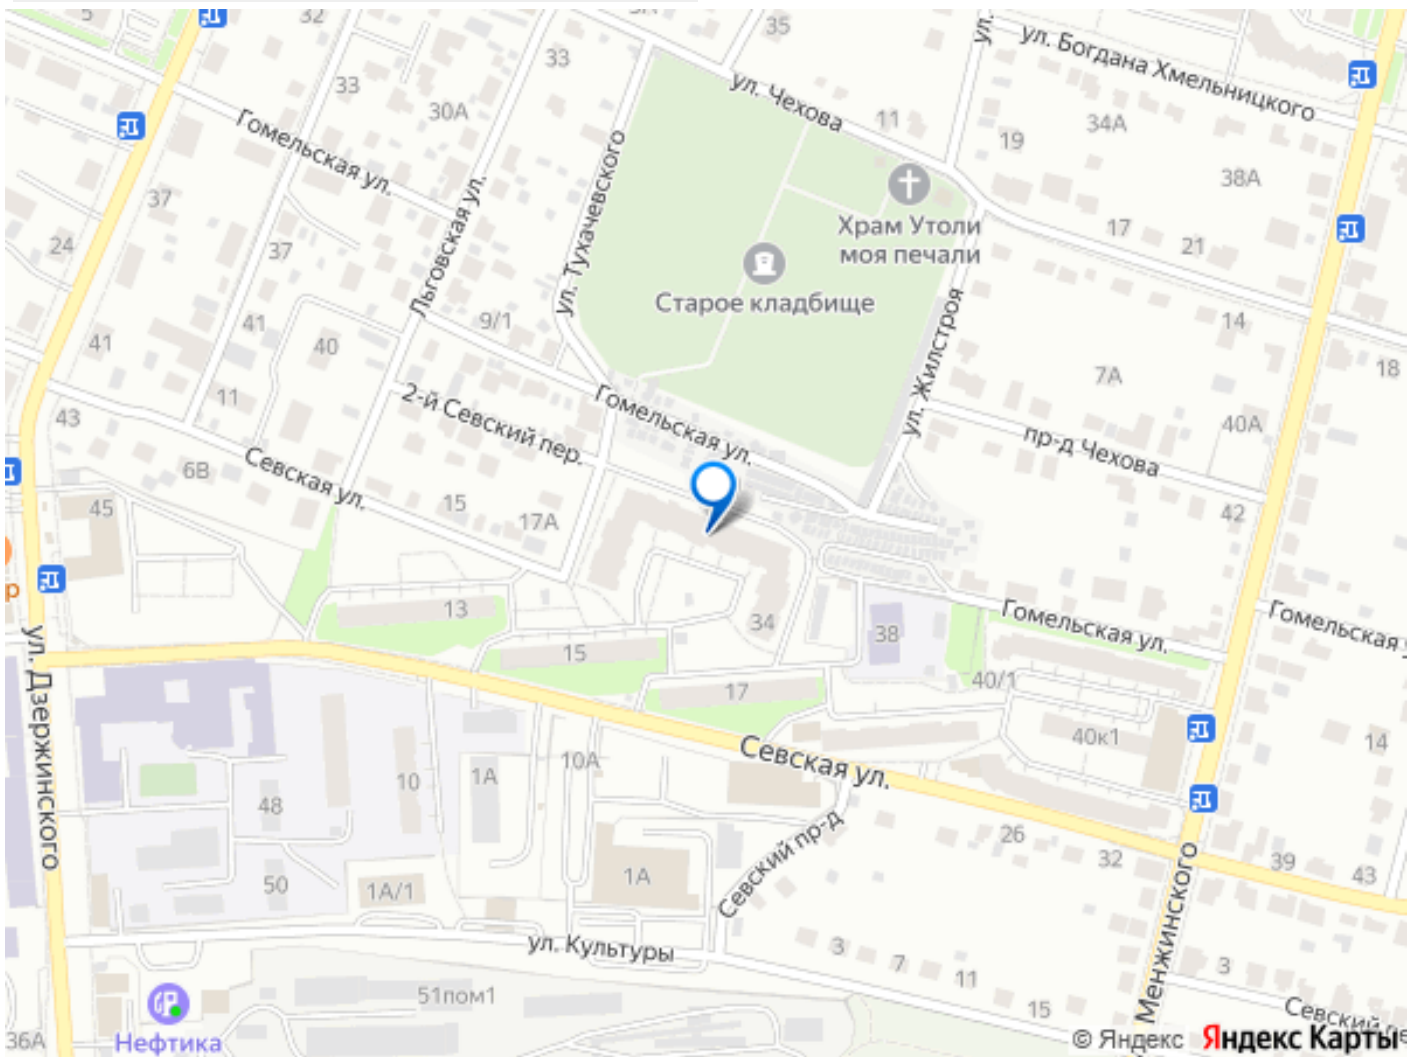 5
32
3А
35
ул.
ул. Богдана Хмельницкого
33
33
30А
ул. Чехова
11
19
34А
38А
Гомельская ул.
37
24
37
Льговская ул.
ул. Тухачевского
Храм Утоли
моя печали
Старое кладбище
17
21
14
18
41
41
40
9/1
ул. Жилстроя
7А
40А
43
11
2-й Севский пер.
Гомельская ул.
пр-д Чехова
6В
Севская ул.
15
17А
42
45
р
13
34
38
Гомельская ул.
Гомельская у
ул. Дзержинского
15
17
40/1
40к1
14
Севская ул.
10А
1А
10
48
Севский пр-д
26
32
39
43
50
1А/1
1А
Менжинского
ул. Культуры
3
7
11
15
3
51пом1
Севский пе
36А
Нефтика
© Яндекс Яндекс Карты